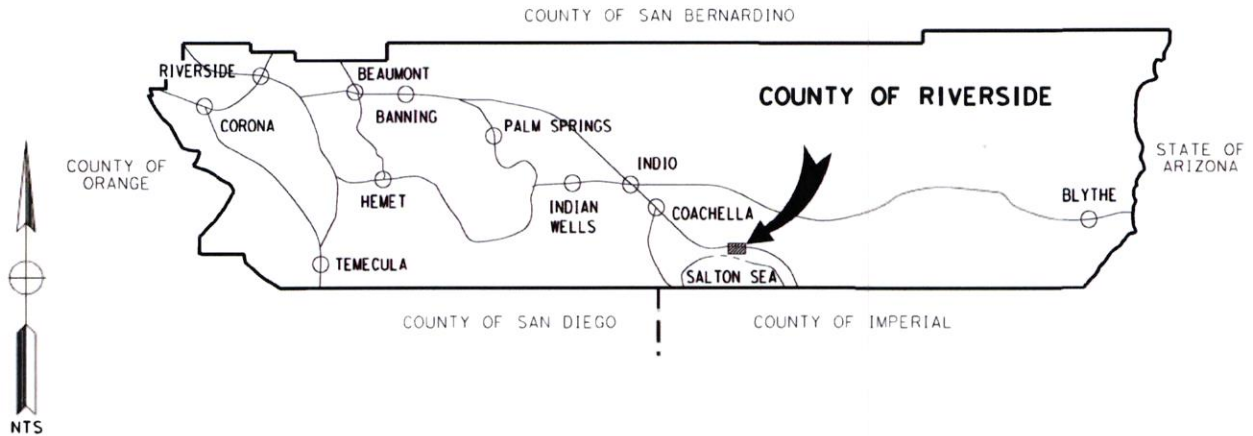 COUNTY OF SAN BERNARDINO
RIVERSIDE
BEAUMONT
COUNTY OF RIVERSIDE
BANNING
CORONA
PALM SPRINGS
STATE OF
ARIZONA
COUNTY OF
ORANGE
INDIO
HEMET
INDIAN
WELLS
COACHELLA
BLYTHE
TEMECULA
SALTON SEA
COUNTY OF SAN DIEGO
COUNTY OF IMPERIAL
NTS